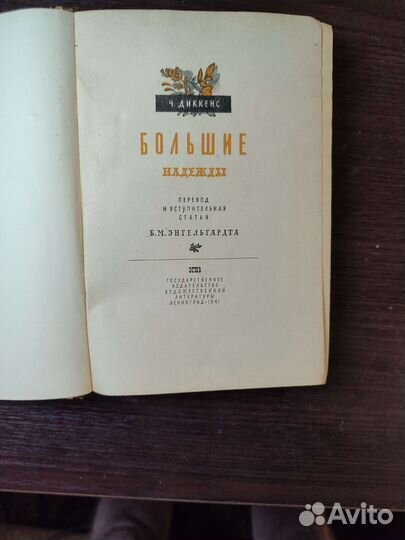 Ч. ДИККЕНС
БОЛЬШИЕ
НАДЕЖДЫ
ПЕРЕВОД
И ВСТУПИТЕЛЬНАЯ
СТАТЬЯ
Б.М. ЭНГЕЛЬГАРДТА
ОГИЗ
ГОСУДАРСТВЕННОЕ
ИЗДАТЕЛЬСТВО
ХУДОЖЕСТВЕННОЙ
ЛИТЕРАТУРЫ
ЛЕНИНГРАД - 1941
Avito